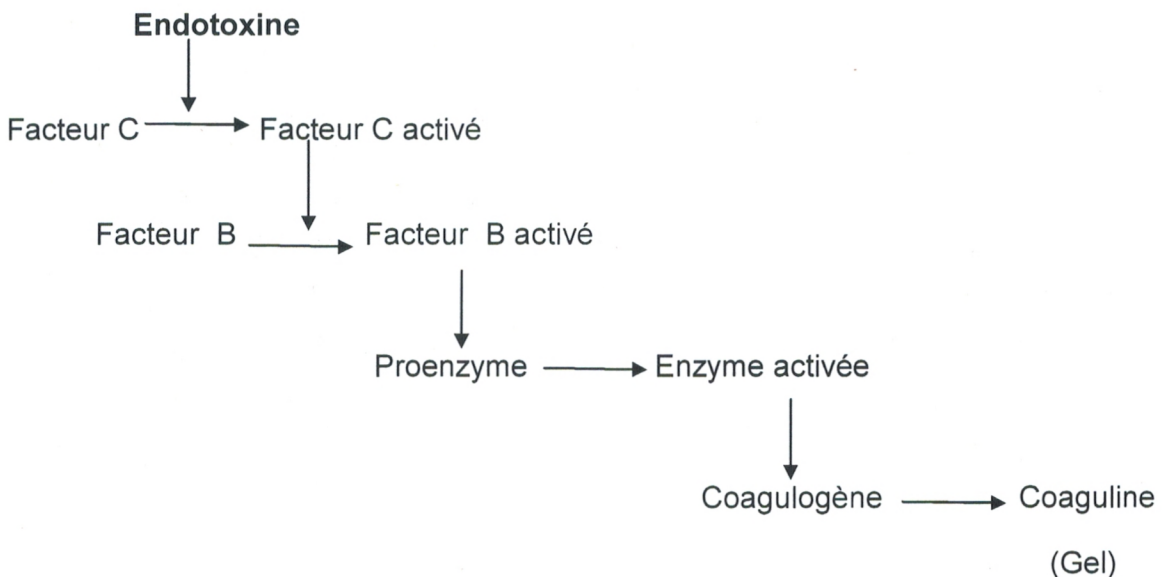 Endotoxine
Facteur C Facteur C activé
Facteur B Facteur B activé
Proenzyme Enzyme activée
Coagulogène Coaguline
(Gel)